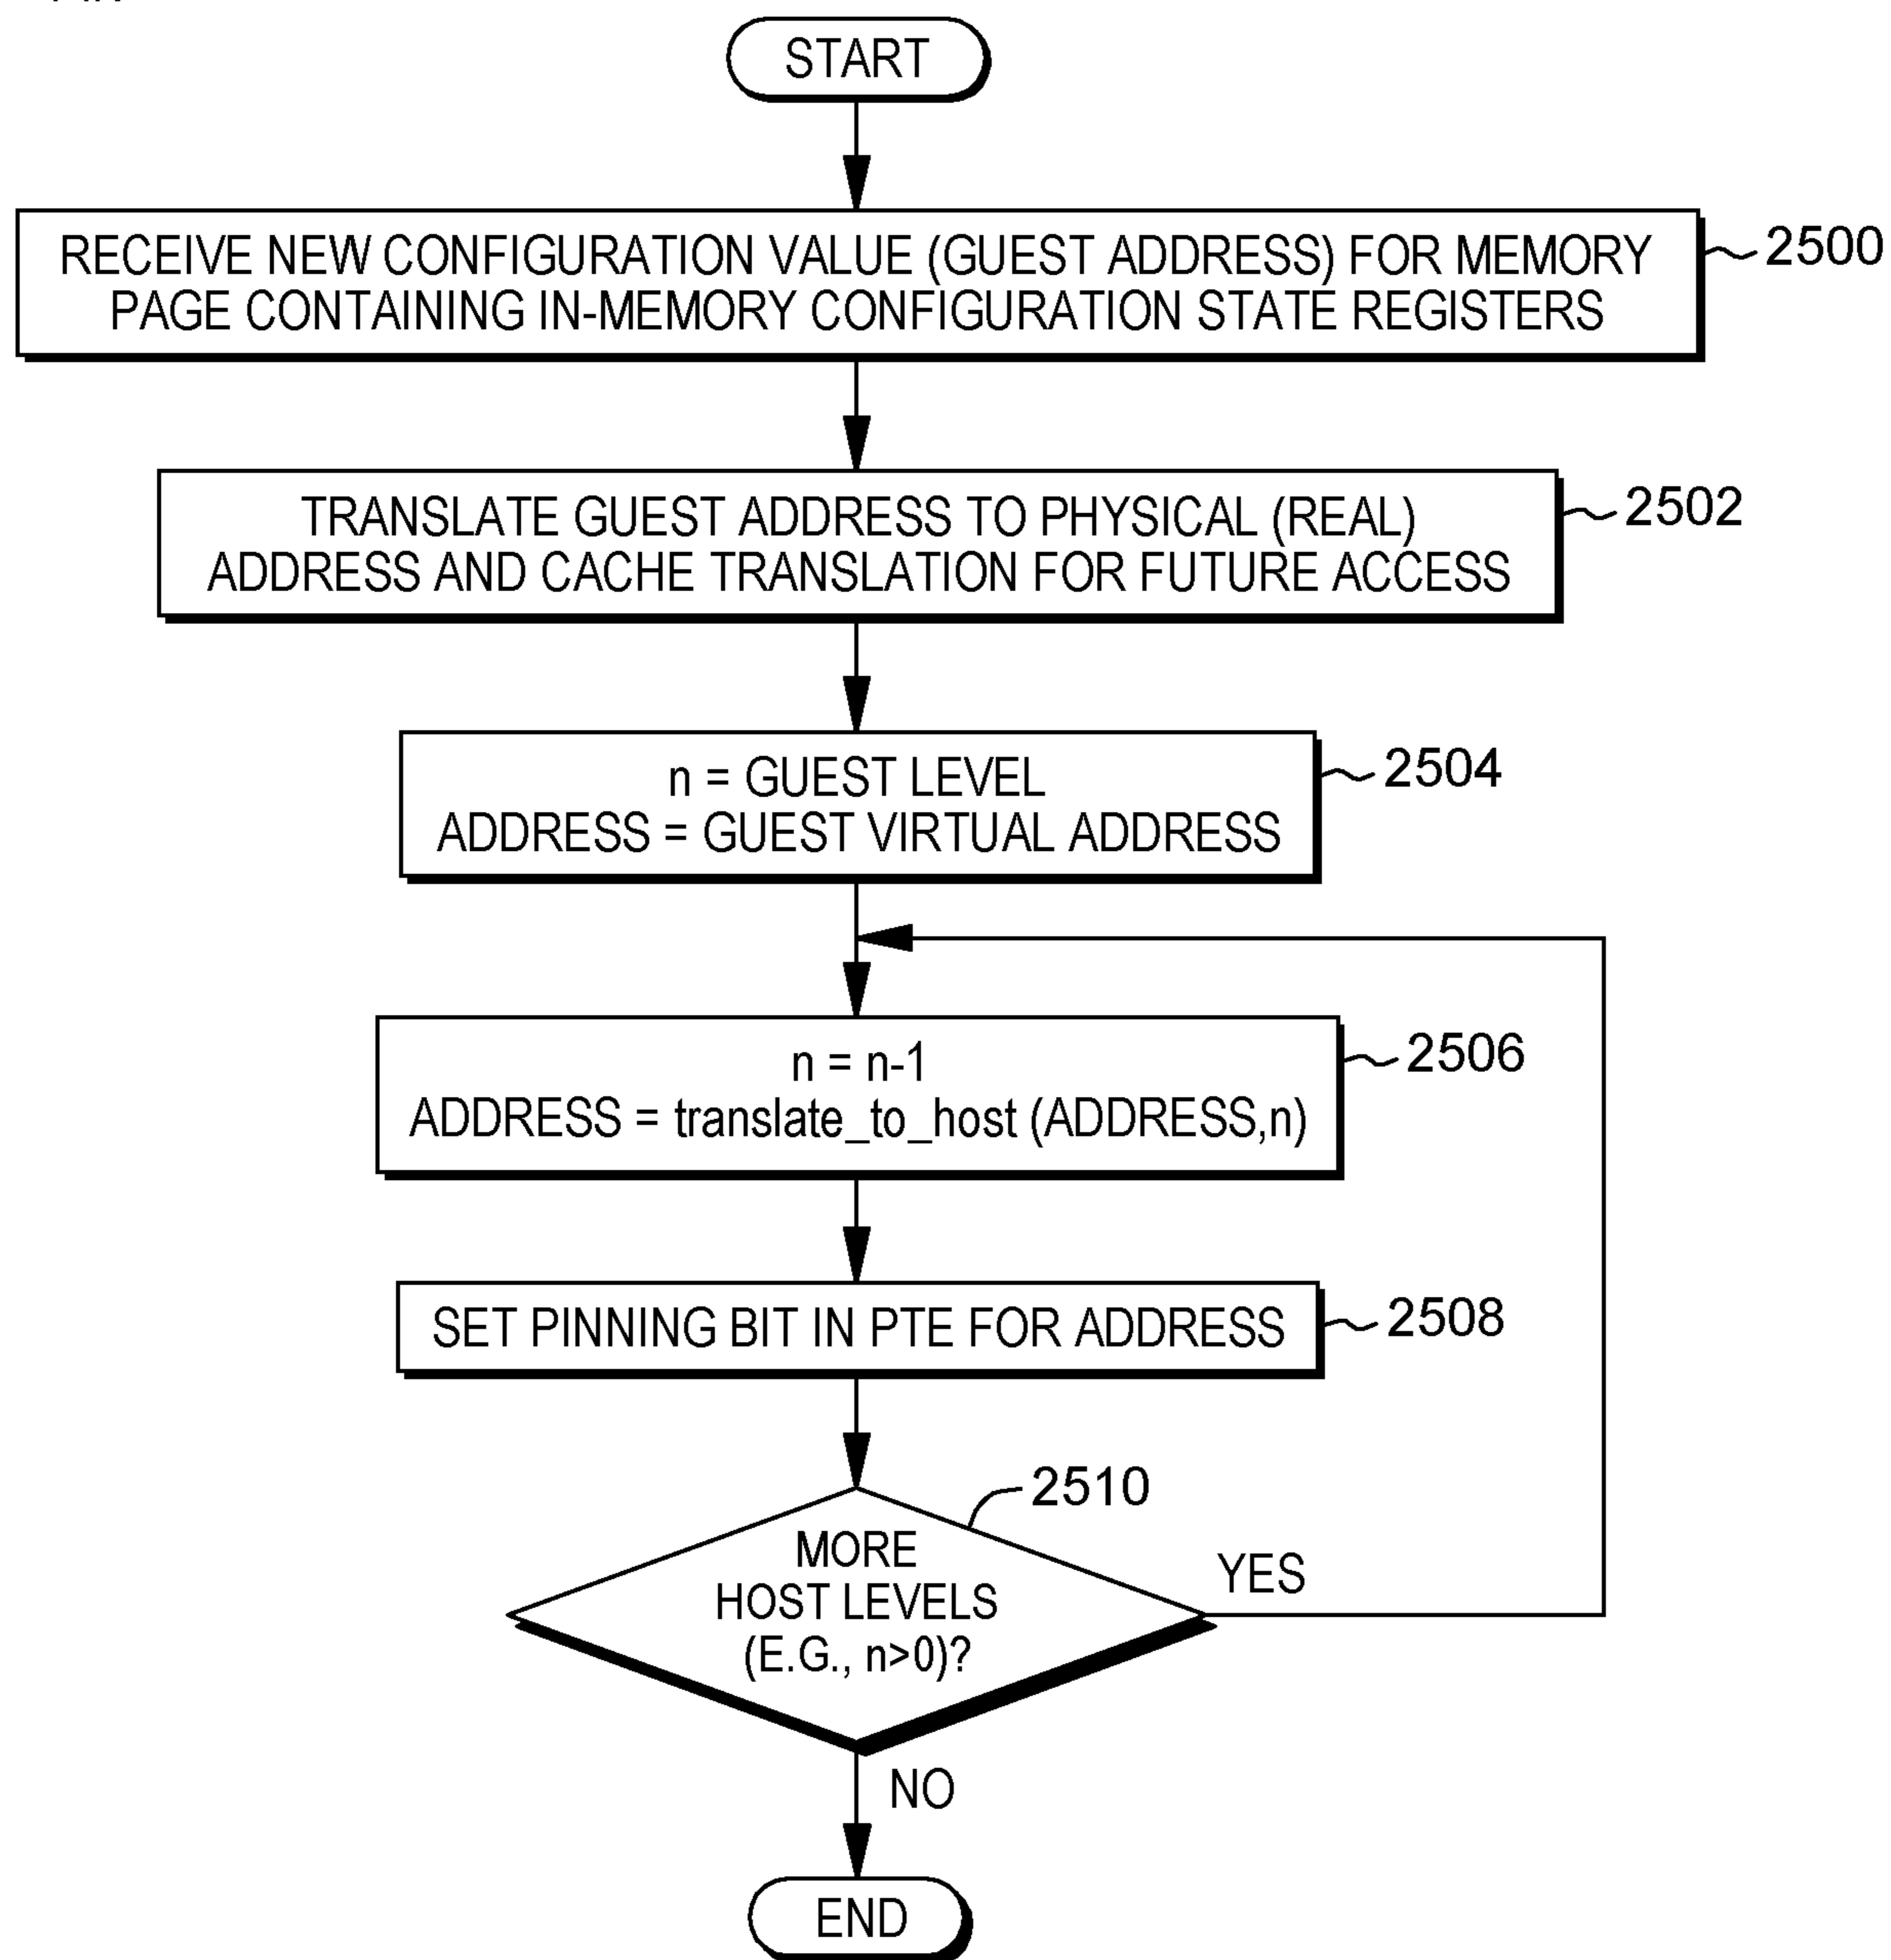 START
RECEIVE NEW CONFIGURATION VALUE (GUEST ADDRESS) FOR MEMORY
PAGE CONTAINING IN-MEMORY CONFIGURATION STATE REGISTERS
2500
TRANSLATE GUEST ADDRESS TO PHYSICAL (REAL)
ADDRESS AND CACHE TRANSLATION FOR FUTURE ACCESS
2502
n = GUEST LEVEL
ADDRESS = GUEST VIRTUAL ADDRESS
2504
n = n-1
ADDRESS = translate_to_host (ADDRESS,n)
2506
SET PINNING BIT IN PTE FOR ADDRESS
2508
2510
MORE
HOST LEVELS
(E.G., n>0)?
YES
NO
END